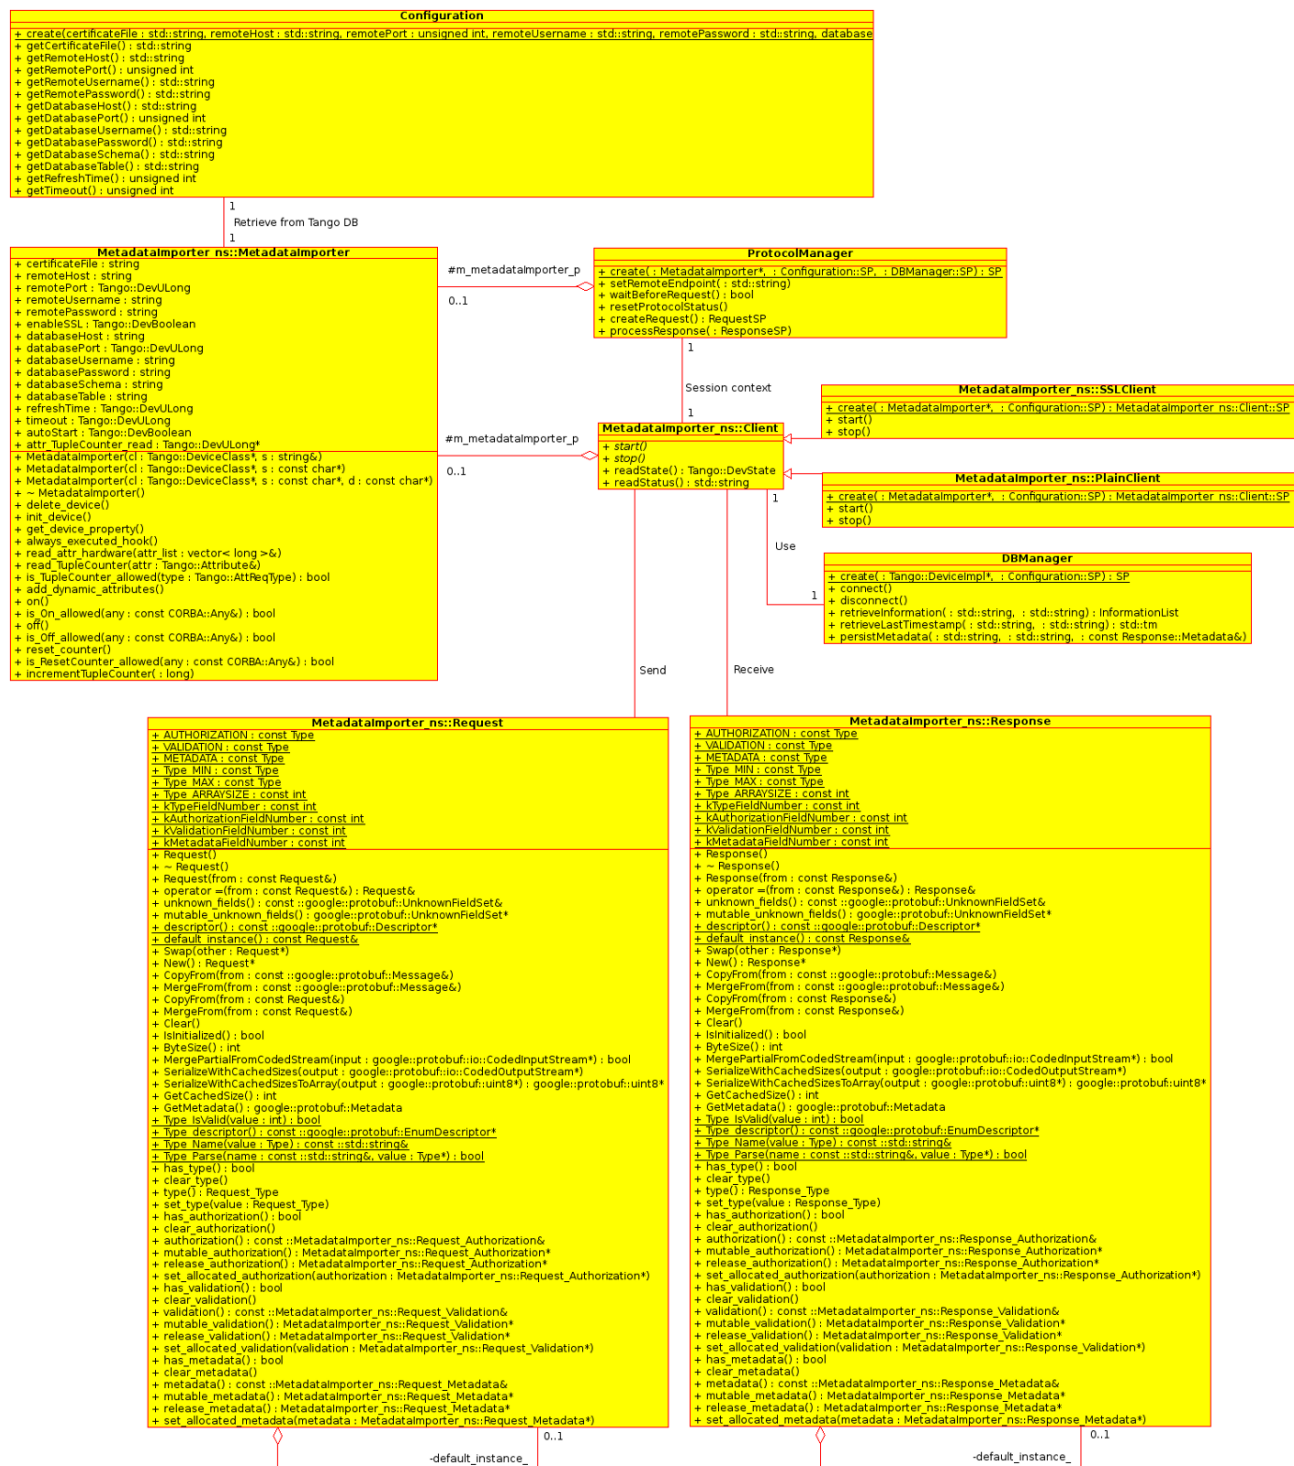 Configuration
+ create(certificateFile : std::string, remoteHost : std::string, remotePort : unsigned int, remoteUsername : std::string, remotePassword : std::string, database
+ getCertificateFile() : std::string
+ getRemoteHost() : std::string
+ getRemotePort() : unsigned int
+ getRemoteUsername() : std::string
+ getRemotePassword() : std::string
+ getDatabaseHost() : std::string
+ getDatabasePort() : unsigned int
+ getDatabaseUsername() : std::string
+ getDatabasePassword() : std::string
+ getDatabaseSchema() : std::string
+ getDatabaseTable() : std::string
+ getRefreshTime() : unsigned int
+ getTimeout() : unsigned int
1
Retrieve from Tango DB
1
MetadataImporter_ns::MetadataImporter
+ certificateFile : string
+ remoteHost : string
+ remotePort : Tango::DevULong
+ remoteUsername : string
+ remotePassword : string
+ enableSSL : Tango::DevBoolean
+ databaseHost : string
+ databasePort : Tango::DevULong
+ databaseUsername : string
+ databasePassword : string
+ databaseSchema : string
+ databaseTable : string
+ refreshTime : Tango::DevULong
+ timeout : Tango::DevULong
+ autoStart : Tango::DevBoolean
+ attr_TupleCounter_read : Tango::DevULong*
+ MetadataImporter(cl : Tango::DeviceClass*, s : string&)
+ MetadataImporter(cl : Tango::DeviceClass*, s : const char*)
+ MetadataImporter(cl : Tango::DeviceClass*, s : const char*, d : const char*)
+ ~ MetadataImporter()
+ delete_device()
+ init_device()
+ get_device_property()
+ always_executed_hook()
+ read_attr_hardware(attr_list : vector< long >&)
+ read_TupleCounter(attr : Tango::Attribute&)
+ is_TupleCounter_allowed(type : Tango::AttReqType) : bool
+ add_dynamic_attributes()
+ on()
+ is_On_allowed(any : const CORBA::Any&) : bool
+ off()
+ is_Off_allowed(any : const CORBA::Any&) : bool
+ reset_counter()
+ is_ResetCounter_allowed(any : const CORBA::Any&) : bool
+ incrementTupleCounter( : long)
#m_metadataImporter_p
0..1
ProtocolManager
+ create( : MetadataImporter*,  : Configuration::SP,  : DBManager::SP) : SP
+ setRemoteEndpoint( : std::string)
+ waitBeforeRequest() : bool
+ resetProtocolStatus()
+ createRequest() : RequestSP
+ processResponse( : ResponseSP)
1
Session context
1
#m_metadataImporter_p
0..1
MetadataImporter_ns::Client
+ start()
+ stop()
+ readState() : Tango::DevState
+ readStatus() : std::string
MetadataImporter_ns::SSLClient
+ create( : MetadataImporter*,  : Configuration::SP) : MetadataImporter_ns::Client::SP
+ start()
+ stop()
MetadataImporter_ns::PlainClient
+ create( : MetadataImporter*,  : Configuration::SP) : MetadataImporter_ns::Client::SP
+ start()
+ stop()
1
Use
1
DBManager
+ create( : Tango::DeviceImpl*,  : Configuration::SP) : SP
+ connect()
+ disconnect()
+ retrieveInformation( : std::string,  : std::string) : InformationList
+ retrieveLastTimestamp( : std::string,  : std::string) : std::tm
+ persistMetadata( : std::string,  : std::string,  : const Response::Metadata&)
Send
Receive
MetadataImporter_ns::Request
+ AUTHORIZATION : const Type
+ VALIDATION : const Type
+ METADATA : const Type
+ Type_MIN : const Type
+ Type_MAX : const Type
+ Type_ARRAYSIZE : const int
+ kTypeFieldNumber : const int
+ kAuthorizationFieldNumber : const int
+ kValidationFieldNumber : const int
+ kMetadataFieldNumber : const int
+ Request()
+ ~ Request()
+ Request(from : const Request&)
+ operator =(from : const Request&) : Request&
+ unknown_fields() : const ::google::protobuf::UnknownFieldSet&
+ mutable_unknown_fields() : google::protobuf::UnknownFieldSet*
+ descriptor() : const ::google::protobuf::Descriptor*
+ default_instance() : const Request&
+ Swap(other : Request*)
+ New() : Request*
+ CopyFrom(from : const ::google::protobuf::Message&)
+ MergeFrom(from : const ::google::protobuf::Message&)
+ CopyFrom(from : const Request&)
+ MergeFrom(from : const Request&)
+ Clear()
+ IsInitialized() : bool
+ ByteSize() : int
+ MergePartialFromCodedStream(input : google::protobuf::io::CodedInputStream*) : bool
+ SerializeWithCachedSizes(output : google::protobuf::io::CodedOutputStream*)
+ SerializeWithCachedSizesToArray(output : google::protobuf::uint8*) : google::protobuf::uint8*
+ GetCachedSize() : int
+ GetMetadata() : google::protobuf::Metadata
+ Type_IsValid(value : int) : bool
+ Type_descriptor() : const ::google::protobuf::EnumDescriptor*
+ Type_Name(value : Type) : const ::std::string&
+ Type_Parse(name : const ::std::string&, value : Type*) : bool
+ has_type() : bool
+ clear_type()
+ type() : Request_Type
+ set_type(value : Request_Type)
+ has_authorization() : bool
+ clear_authorization()
+ authorization() : const ::MetadataImporter_ns::Request_Authorization&
+ mutable_authorization() : MetadataImporter_ns::Request_Authorization*
+ release_authorization() : MetadataImporter_ns::Request_Authorization*
+ set_allocated_authorization(authorization : MetadataImporter_ns::Request_Authorization*)
+ has_validation() : bool
+ clear_validation()
+ validation() : const ::MetadataImporter_ns::Request_Validation&
+ mutable_validation() : MetadataImporter_ns::Request_Validation*
+ release_validation() : MetadataImporter_ns::Request_Validation*
+ set_allocated_validation(validation : MetadataImporter_ns::Request_Validation*)
+ has_metadata() : bool
+ clear_metadata()
+ metadata() : const ::MetadataImporter_ns::Request_Metadata&
+ mutable_metadata() : MetadataImporter_ns::Request_Metadata*
+ release_metadata() : MetadataImporter_ns::Request_Metadata*
+ set_allocated_metadata(metadata : MetadataImporter_ns::Request_Metadata*)
0..1
-default_instance_
MetadataImporter_ns::Response
+ AUTHORIZATION : const Type
+ VALIDATION : const Type
+ METADATA : const Type
+ Type_MIN : const Type
+ Type_MAX : const Type
+ Type_ARRAYSIZE : const int
+ kTypeFieldNumber : const int
+ kAuthorizationFieldNumber : const int
+ kValidationFieldNumber : const int
+ kMetadataFieldNumber : const int
+ Response()
+ ~ Response()
+ Response(from : const Response&)
+ operator =(from : const Response&) : Response&
+ unknown_fields() : const ::google::protobuf::UnknownFieldSet&
+ mutable_unknown_fields() : google::protobuf::UnknownFieldSet*
+ descriptor() : const ::google::protobuf::Descriptor*
+ default_instance() : const Response&
+ Swap(other : Response*)
+ New() : Response*
+ CopyFrom(from : const ::google::protobuf::Message&)
+ MergeFrom(from : const ::google::protobuf::Message&)
+ CopyFrom(from : const Response&)
+ MergeFrom(from : const Response&)
+ Clear()
+ IsInitialized() : bool
+ ByteSize() : int
+ MergePartialFromCodedStream(input : google::protobuf::io::CodedInputStream*) : bool
+ SerializeWithCachedSizes(output : google::protobuf::io::CodedOutputStream*)
+ SerializeWithCachedSizesToArray(output : google::protobuf::uint8*) : google::protobuf::uint8*
+ GetCachedSize() : int
+ GetMetadata() : google::protobuf::Metadata
+ Type_IsValid(value : int) : bool
+ Type_descriptor() : const ::google::protobuf::EnumDescriptor*
+ Type_Name(value : Type) : const ::std::string&
+ Type_Parse(name : const ::std::string&, value : Type*) : bool
+ has_type() : bool
+ clear_type()
+ type() : Response_Type
+ set_type(value : Response_Type)
+ has_authorization() : bool
+ clear_authorization()
+ authorization() : const ::MetadataImporter_ns::Response_Authorization&
+ mutable_authorization() : MetadataImporter_ns::Response_Authorization*
+ release_authorization() : MetadataImporter_ns::Response_Authorization*
+ set_allocated_authorization(authorization : MetadataImporter_ns::Response_Authorization*)
+ has_validation() : bool
+ clear_validation()
+ validation() : const ::MetadataImporter_ns::Response_Validation&
+ mutable_validation() : MetadataImporter_ns::Response_Validation*
+ release_validation() : MetadataImporter_ns::Response_Validation*
+ set_allocated_validation(validation : MetadataImporter_ns::Response_Validation*)
+ has_metadata() : bool
+ clear_metadata()
+ metadata() : const ::MetadataImporter_ns::Response_Metadata&
+ mutable_metadata() : MetadataImporter_ns::Response_Metadata*
+ release_metadata() : MetadataImporter_ns::Response_Metadata*
+ set_allocated_metadata(metadata : MetadataImporter_ns::Response_Metadata*)
0..1
-default_instance_